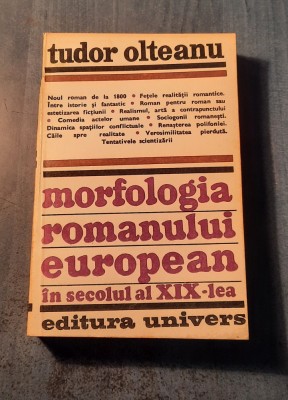 tudor olteanu
Noul roman de la 1800 • Fețele realității romantice.
Între istorie și fantastic • Roman pentru roman sau
estetizarea ficțiunii • Realismul, artă a contrapunctului
• Comedia actelor umane • Sociogonii romanești.
Dinamica spațiilor conflictuale • Renașterea polifoniei.
Căile spre realitate • Verosimilitatea pierdută.
Tentativele scientizării
morfologia
romanului
european
în secolul al XIX-lea
editura univers